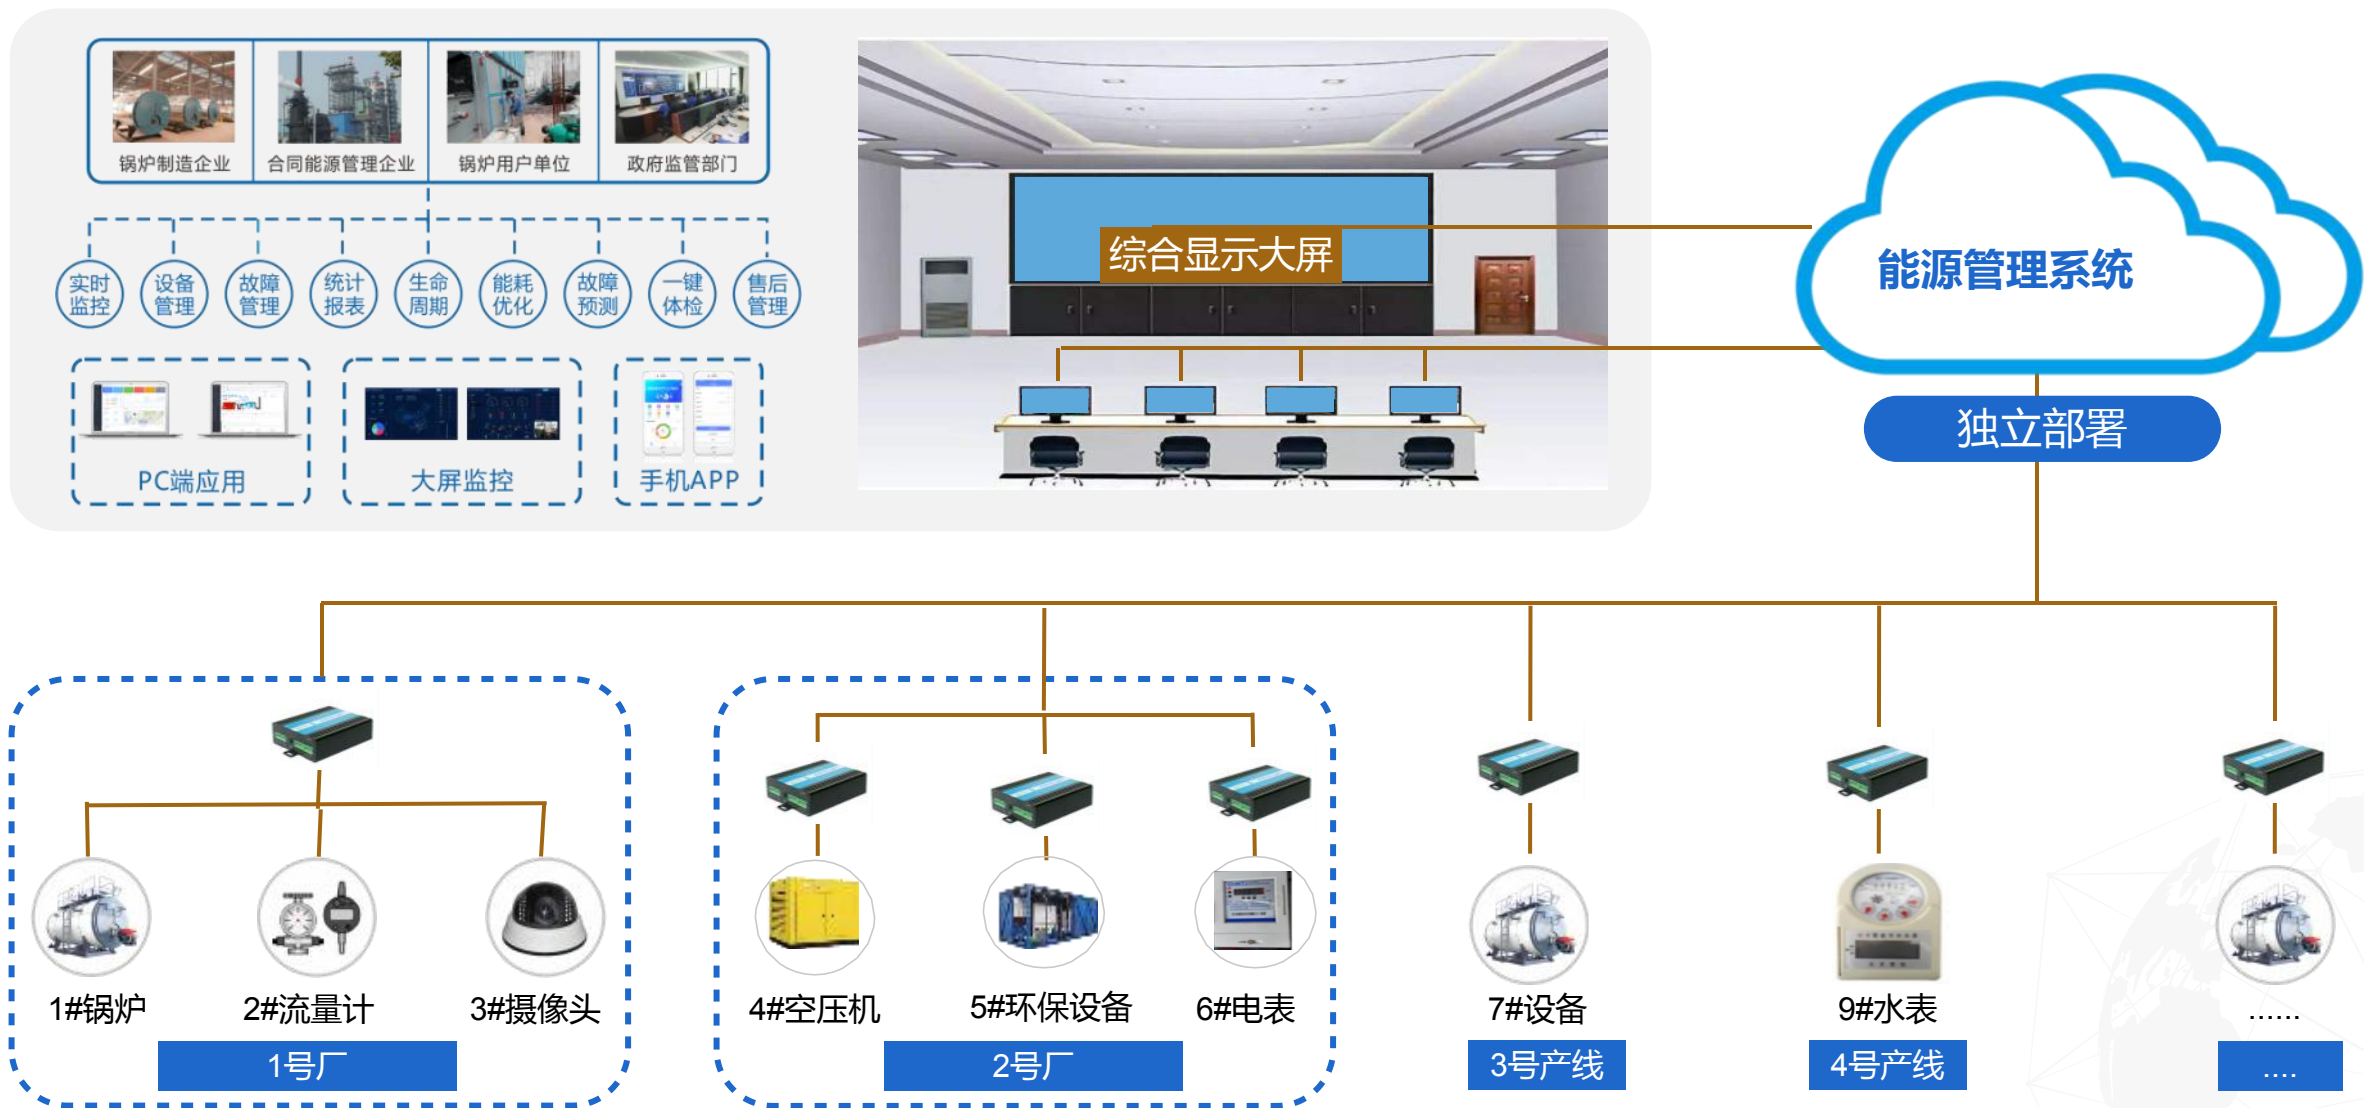 锅炉制造企业
合同能源管理企业
锅炉用户单位
政府监管部门
实时
监控
设备
管理
故障
管理
统计
报表
生命
周期
能耗
优化
故障
预测
一键
体检
售后
管理
PC端应用
大屏监控
手机APP
综合显示大屏
能源管理系统
独立部署
1#锅炉
2#流量计
3#摄像头
1号厂
4#空压机
5#环保设备
6#电表
2号厂
7#设备
3号产线
9#水表
4号产线
......
....